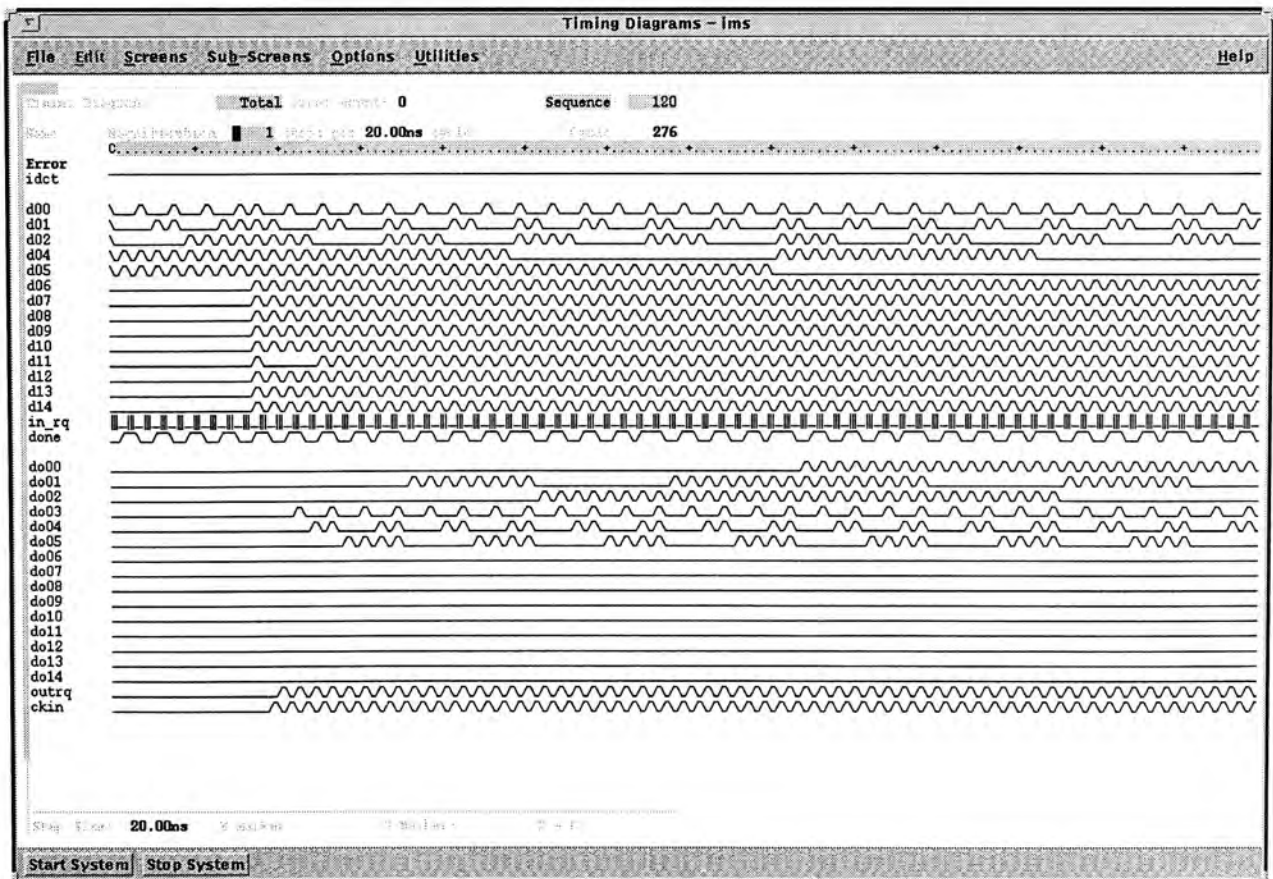 Timing Diagrams - ims
File Edit Screens Sub-Screens Options Utilities Help
Total 0 Sequence 120
1 20.00ns 276
Error
idct
d00
d01
d02
d04
d05
d06
d07
d08
d09
d10
d11
d12
d13
d14
in_rq
done
do00
do01
do02
do03
do04
do05
do06
do07
do08
do09
do10
do11
do12
do13
do14
outrq
ckin
20.00ns
Start System Stop System